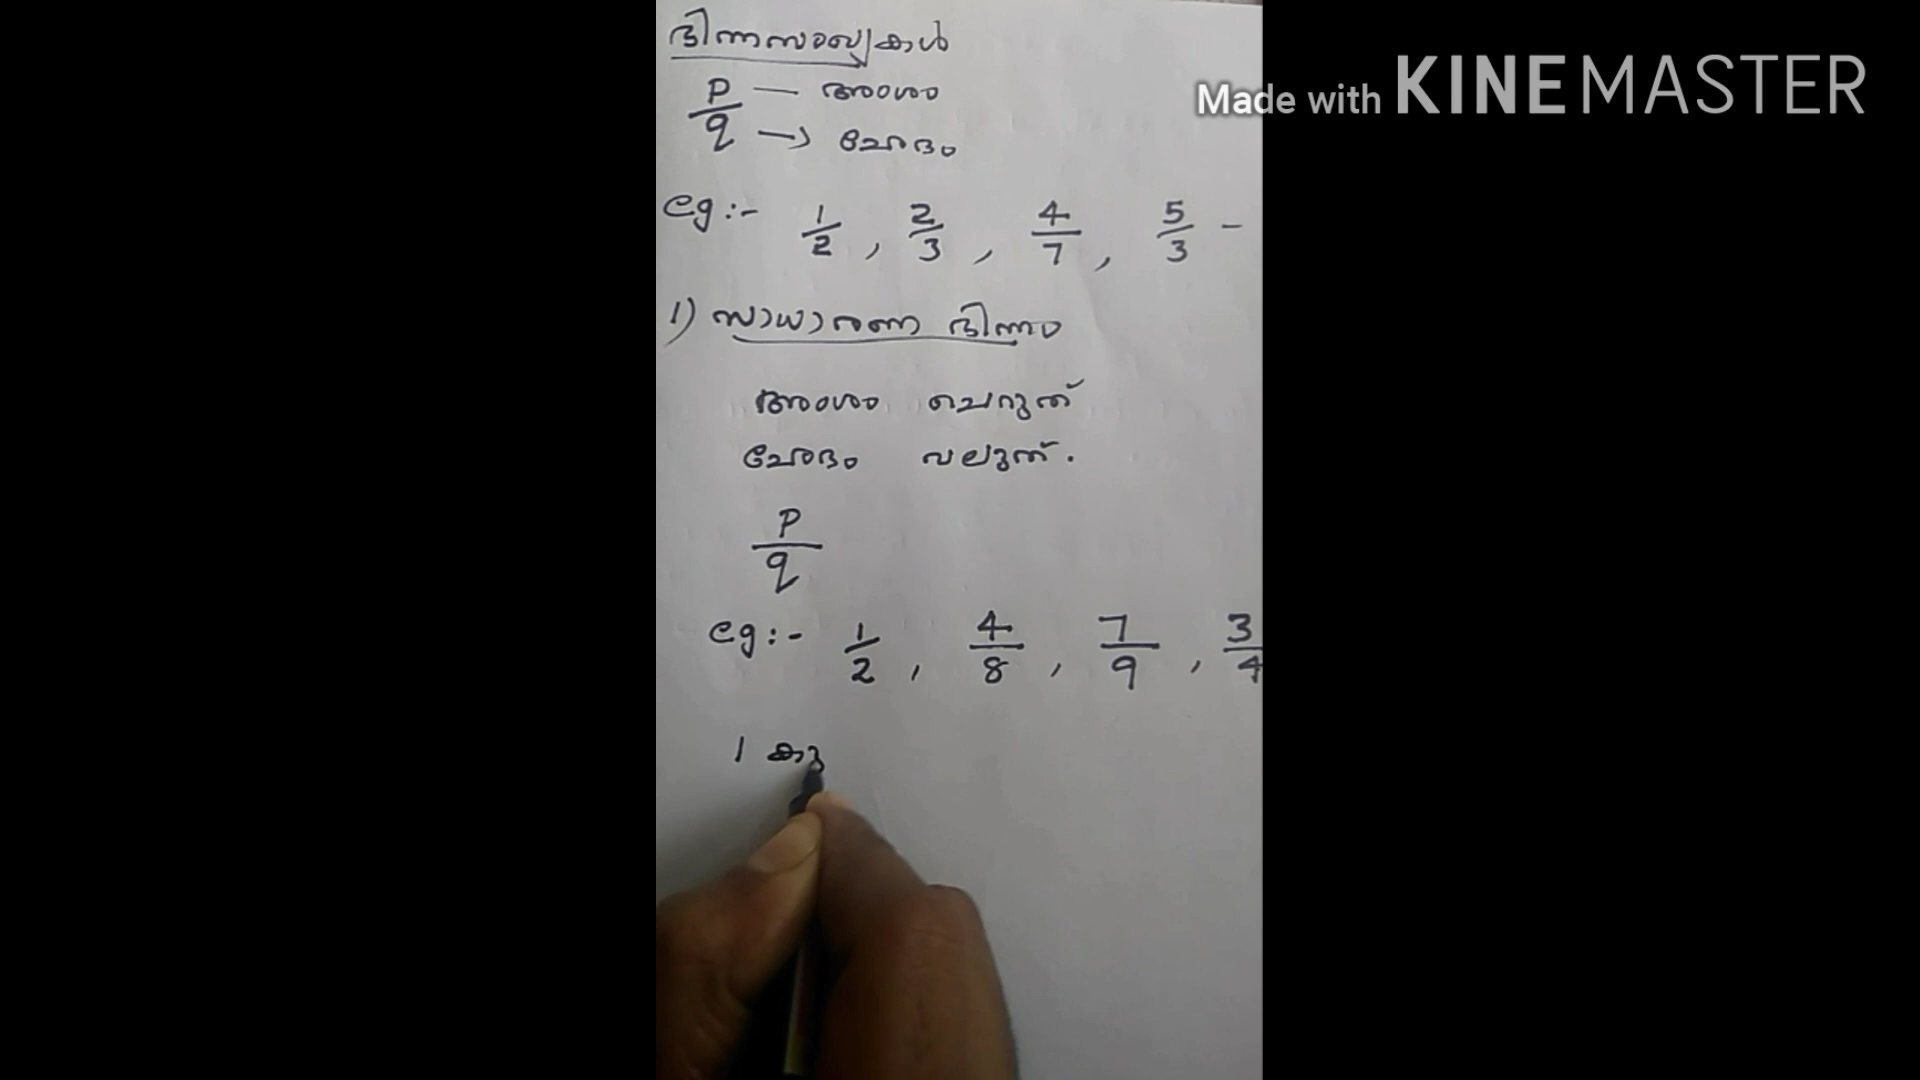 ഭിന്നസംഖ്യകൾ
Made with KINEMASTER
P/q — അംശം
→ ഛേദം
eg:- 1/2, 2/3, 4/7, 5/3 -
1) സാധാരണ ഭിന്നം
അംശം ചെറുത്
ഛേദം വലുത്.
P/q
eg:- 1/2, 4/8, 7/9, 3/4
1 കു